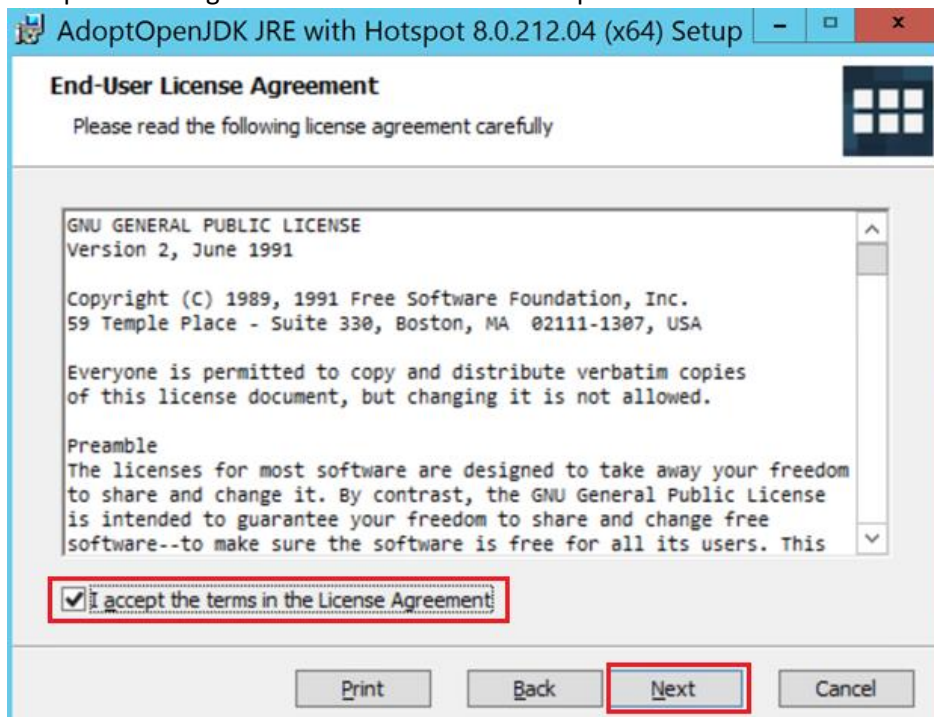 AdoptOpenJDK JRE with Hotspot 8.0.212.04 (x64) Setup
End-User License Agreement
Please read the following license agreement carefully
GNU GENERAL PUBLIC LICENSE
Version 2, June 1991
Copyright (C) 1989, 1991 Free Software Foundation, Inc.
59 Temple Place - Suite 330, Boston, MA 02111-1307, USA
Everyone is permitted to copy and distribute verbatim copies
of this license document, but changing it is not allowed.
Preamble
The licenses for most software are designed to take away your freedom
to share and change it. By contrast, the GNU General Public License
is intended to guarantee your freedom to share and change free
software--to make sure the software is free for all its users. This
I accept the terms in the License Agreement
Print Back Next Cancel